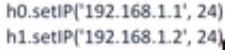 h0.setIP('192.168.1.1', 24)
h1.setIP('192.168.1.2', 24)